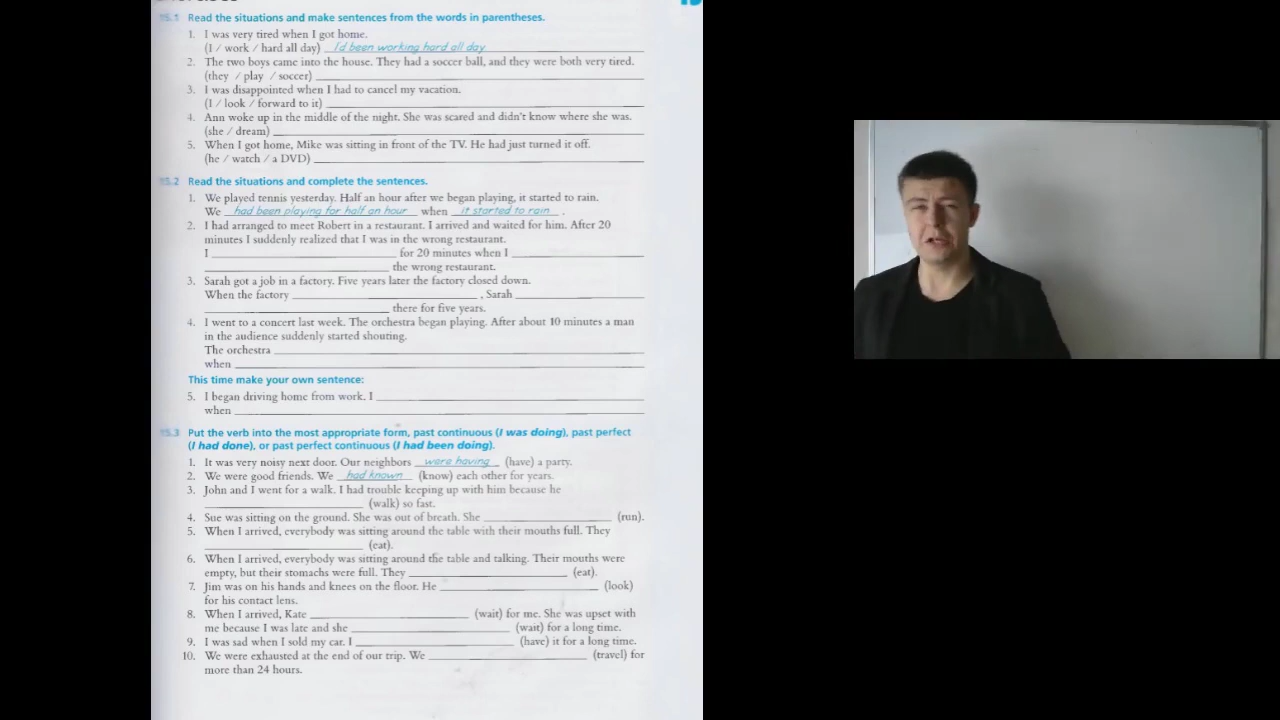 15.1 Read the situations and make sentences from the words in parentheses.
1. I was very tired when I got home.
(I / work / hard all day) I'd been working hard all day
2. The two boys came into the house. They had a soccer ball, and they were both very tired.
(they / play / soccer)
3. I was disappointed when I had to cancel my vacation.
(I / look / forward to it)
4. Ann woke up in the middle of the night. She was scared and didn't know where she was.
(she / dream)
5. When I got home, Mike was sitting in front of the TV. He had just turned it off.
(he / watch / a DVD)
15.2 Read the situations and complete the sentences.
1. We played tennis yesterday. Half an hour after we began playing, it started to rain.
We had been playing for half an hour when it started to rain .
2. I had arranged to meet Robert in a restaurant. I arrived and waited for him. After 20
minutes I suddenly realized that I was in the wrong restaurant.
I for 20 minutes when I
the wrong restaurant.
3. Sarah got a job in a factory. Five years later the factory closed down.
When the factory , Sarah
there for five years.
4. I went to a concert last week. The orchestra began playing. After about 10 minutes a man
in the audience suddenly started shouting.
The orchestra
when
This time make your own sentence:
5. I began driving home from work. I
when
15.3 Put the verb into the most appropriate form, past continuous (I was doing), past perfect
(I had done), or past perfect continuous (I had been doing).
1. It was very noisy next door. Our neighbors were having (have) a party.
2. We were good friends. We had known (know) each other for years.
3. John and I went for a walk. I had trouble keeping up with him because he
(walk) so fast.
4. Sue was sitting on the ground. She was out of breath. She (run).
5. When I arrived, everybody was sitting around the table with their mouths full. They
(eat).
6. When I arrived, everybody was sitting around the table and talking. Their mouths were
empty, but their stomachs were full. They (eat).
7. Jim was on his hands and knees on the floor. He (look)
for his contact lens.
8. When I arrived, Kate (wait) for me. She was upset with
me because I was late and she (wait) for a long time.
9. I was sad when I sold my car. I (have) it for a long time.
10. We were exhausted at the end of our trip. We (travel) for
more than 24 hours.